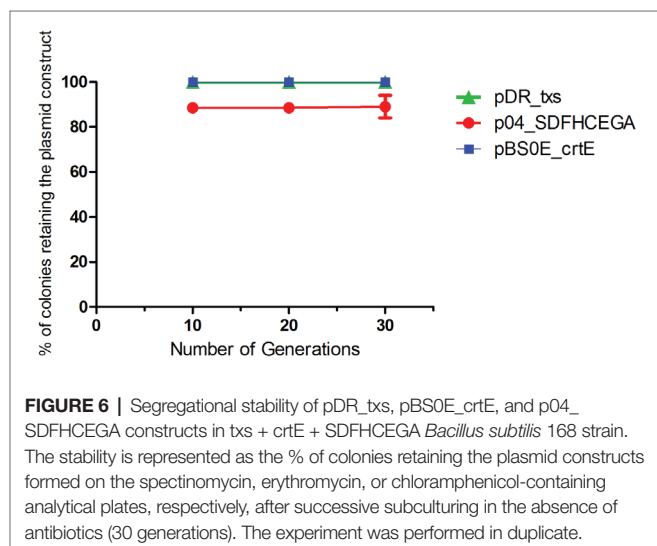 % of colonies retaining the plasmid construct
100
80
60
40
20
0
0
10
20
30
Number of Generations
pDR_txs
p04_SDFHCEGA
pBS0E_crtE
FIGURE 6 | Segregational stability of pDR_txs, pBS0E_crtE, and p04_
SDFHCEGA constructs in txs + crtE + SDFHCEGA Bacillus subtilis 168 strain.
The stability is represented as the % of colonies retaining the plasmid constructs
formed on the spectinomycin, erythromycin, or chloramphenicol-containing
analytical plates, respectively, after successive subculturing in the absence of
antibiotics (30 generations). The experiment was performed in duplicate.